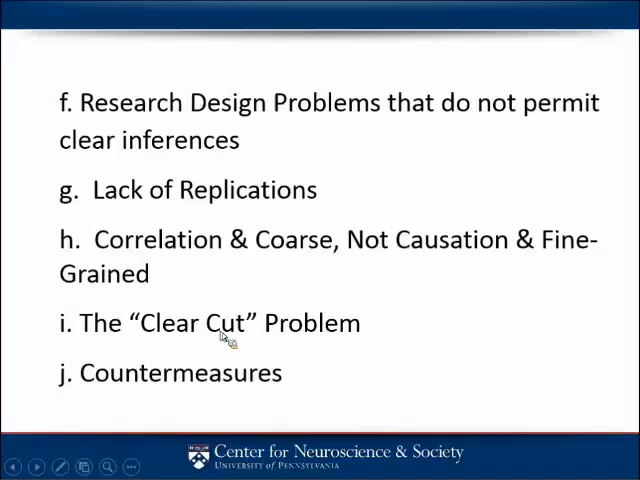 f. Research Design Problems that do not permit
clear inferences
g. Lack of Replications
h. Correlation & Coarse, Not Causation & Fine-
Grained
i. The “Clear Cut” Problem
j. Countermeasures
Center for Neuroscience & Society
UNIVERSITY OF PENNSYLVANIA